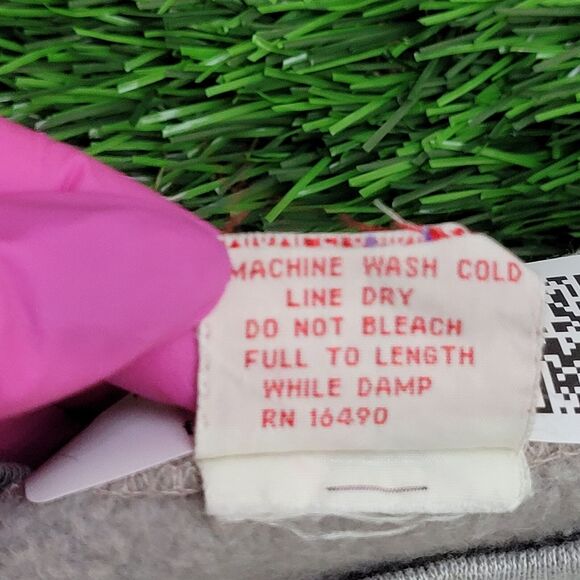 MACHINE WASH COLD
LINE DRY
DO NOT BLEACH
FULL TO LENGTH
WHILE DAMP
RN 16490